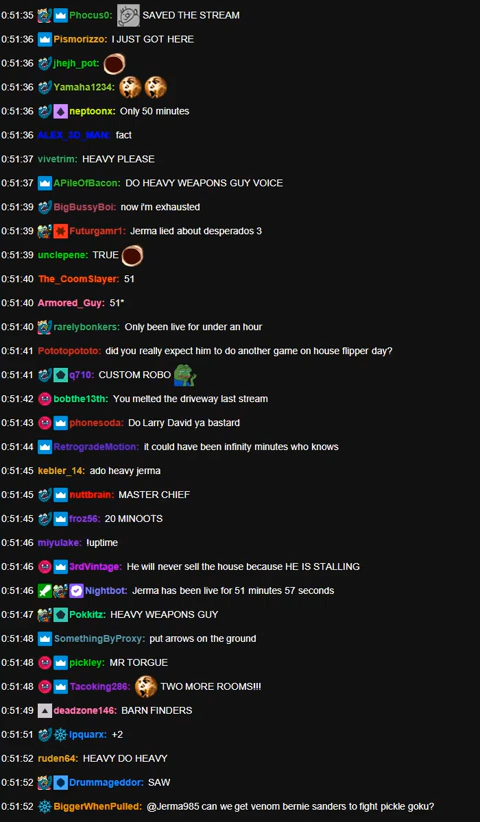 0:51:35 Phocus0: SAVED THE STREAM
0:51:36 Pismorizzo: I JUST GOT HERE
0:51:36 jhejh_pot:
0:51:36 Yamaha1234:
0:51:36 neptoonx: Only 50 minutes
0:51:36 ALEX_3D_MAN: fact
0:51:37 vivetrim: HEAVY PLEASE
0:51:37 APileOfBacon: DO HEAVY WEAPONS GUY VOICE
0:51:39 BigBussyBoi: now i'm exhausted
0:51:39 Futurgamr1: Jerma lied about desperados 3
0:51:39 unclepene: TRUE
0:51:40 The_CoomSlayer: 51
0:51:40 Armored_Guy: 51*
0:51:40 rarelybonkers: Only been live for under an hour
0:51:41 Pototopototo: did you really expect him to do another game on house flipper day?
0:51:41 q710: CUSTOM ROBO
0:51:42 bobthe13th: You melted the driveway last stream
0:51:43 phonesoda: Do Larry David ya bastard
0:51:44 RetrogradeMotion: it could have been infinity minutes who knows
0:51:45 kebler_14: ado heavy jerma
0:51:45 nuttbrain: MASTER CHIEF
0:51:45 froz56: 20 MINOOTS
0:51:46 miyulake: !uptime
0:51:46 3rdVintage: He will never sell the house because HE IS STALLING
0:51:46 Nightbot: Jerma has been live for 51 minutes 57 seconds
0:51:47 Pokkitz: HEAVY WEAPONS GUY
0:51:48 SomethingByProxy: put arrows on the ground
0:51:48 pickley: MR TORGUE
0:51:48 Tacoking286: TWO MORE ROOMS!!!
0:51:49 deadzone146: BARN FINDERS
0:51:51 lpquarx: +2
0:51:52 ruden64: HEAVY DO HEAVY
0:51:52 Drummageddor: SAW
0:51:52 BiggerWhenPulled: @Jerma985 can we get venom bernie sanders to fight pickle goku?